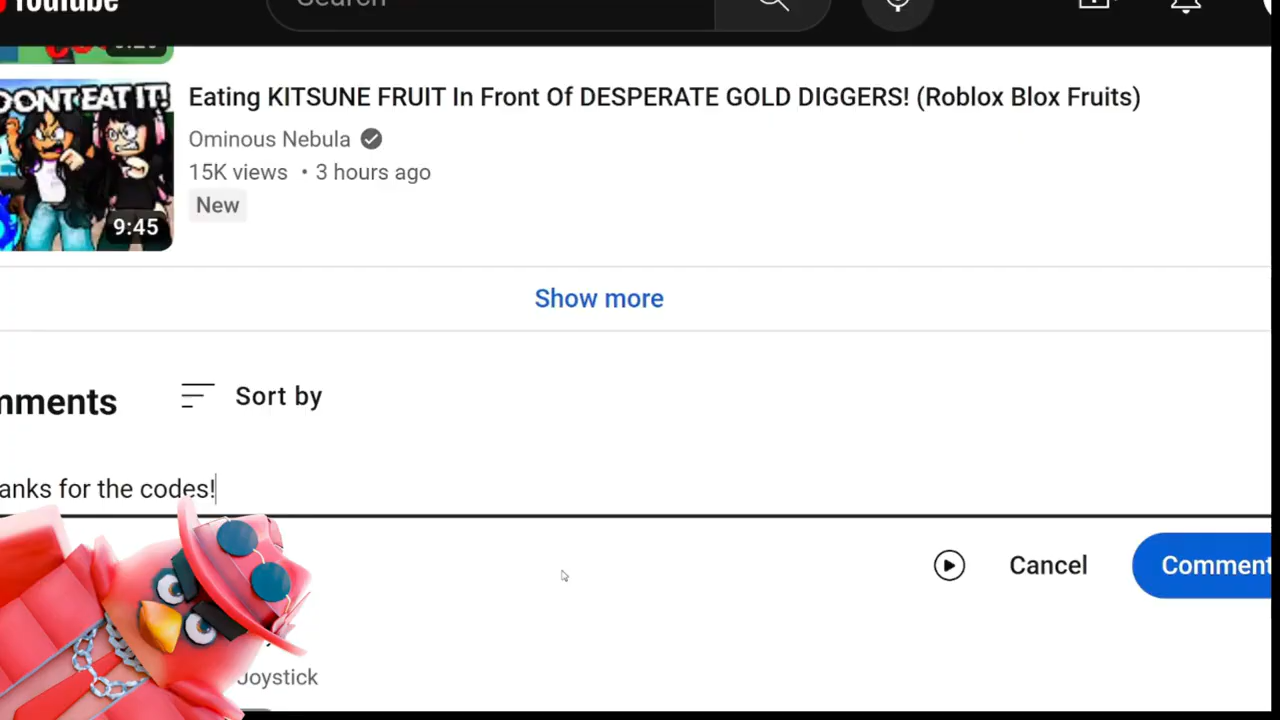 YouTube
Search
DONT EAT IT!
Eating KITSUNE FRUIT In Front Of DESPERATE GOLD DIGGERS! (Roblox Blox Fruits)
Ominous Nebula
15K views • 3 hours ago
New
9:45
Show more
mments
Sort by
anks for the codes!
Cancel
Comment
Joystick